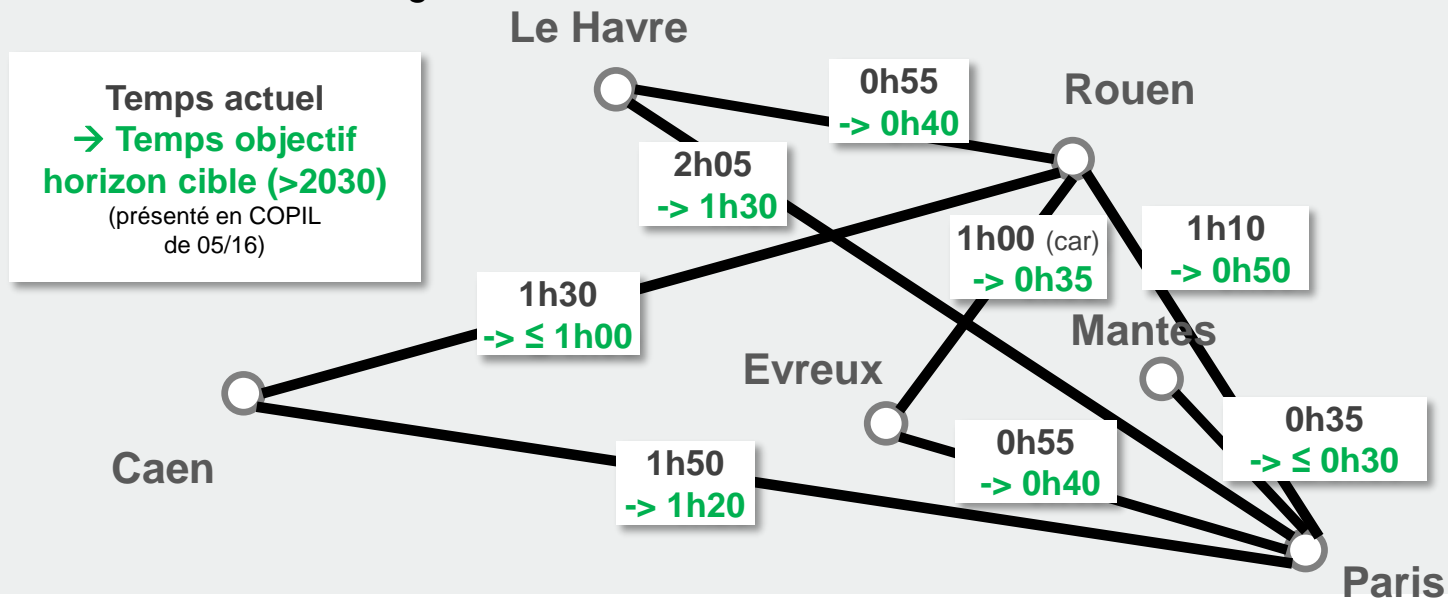 Le Havre
Temps actuel
→ Temps objectif
horizon cible (>2030)
(présenté en COPIL
de 05/16)
0h55
-> 0h40
Rouen
2h05
-> 1h30
1h00 (car)
-> 0h35
1h10
-> 0h50
1h30
-> ≤ 1h00
Mantes
Evreux
0h35
-> ≤ 0h30
0h55
-> 0h40
Caen
1h50
-> 1h20
Paris